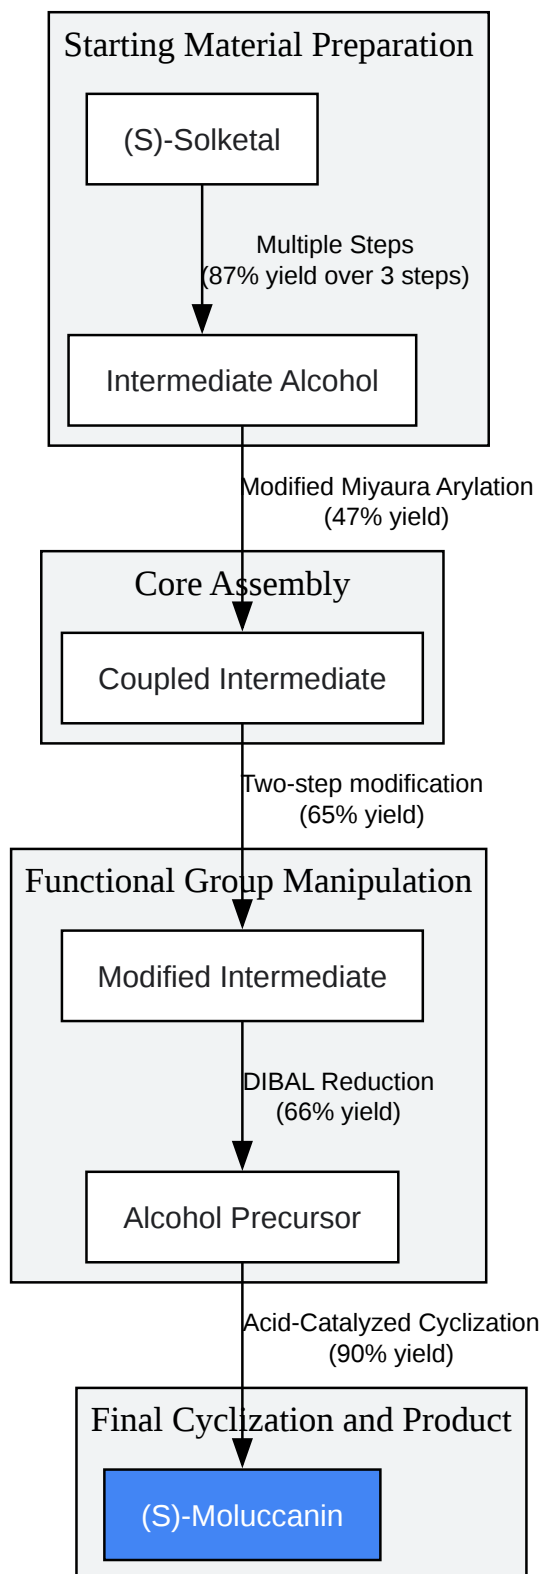 Starting Material Preparation
(S)-Solketal
Multiple Steps
(87% yield over 3 steps)
Intermediate Alcohol
Modified Miyaura Arylation
(47% yield)
Core Assembly
Coupled Intermediate
Two-step modification
(65% yield)
Functional Group Manipulation
Modified Intermediate
DIBAL Reduction
(66% yield)
Alcohol Precursor
Acid-Catalyzed Cyclization
(90% yield)
Final Cyclization and Product
(S)-Moluccanin